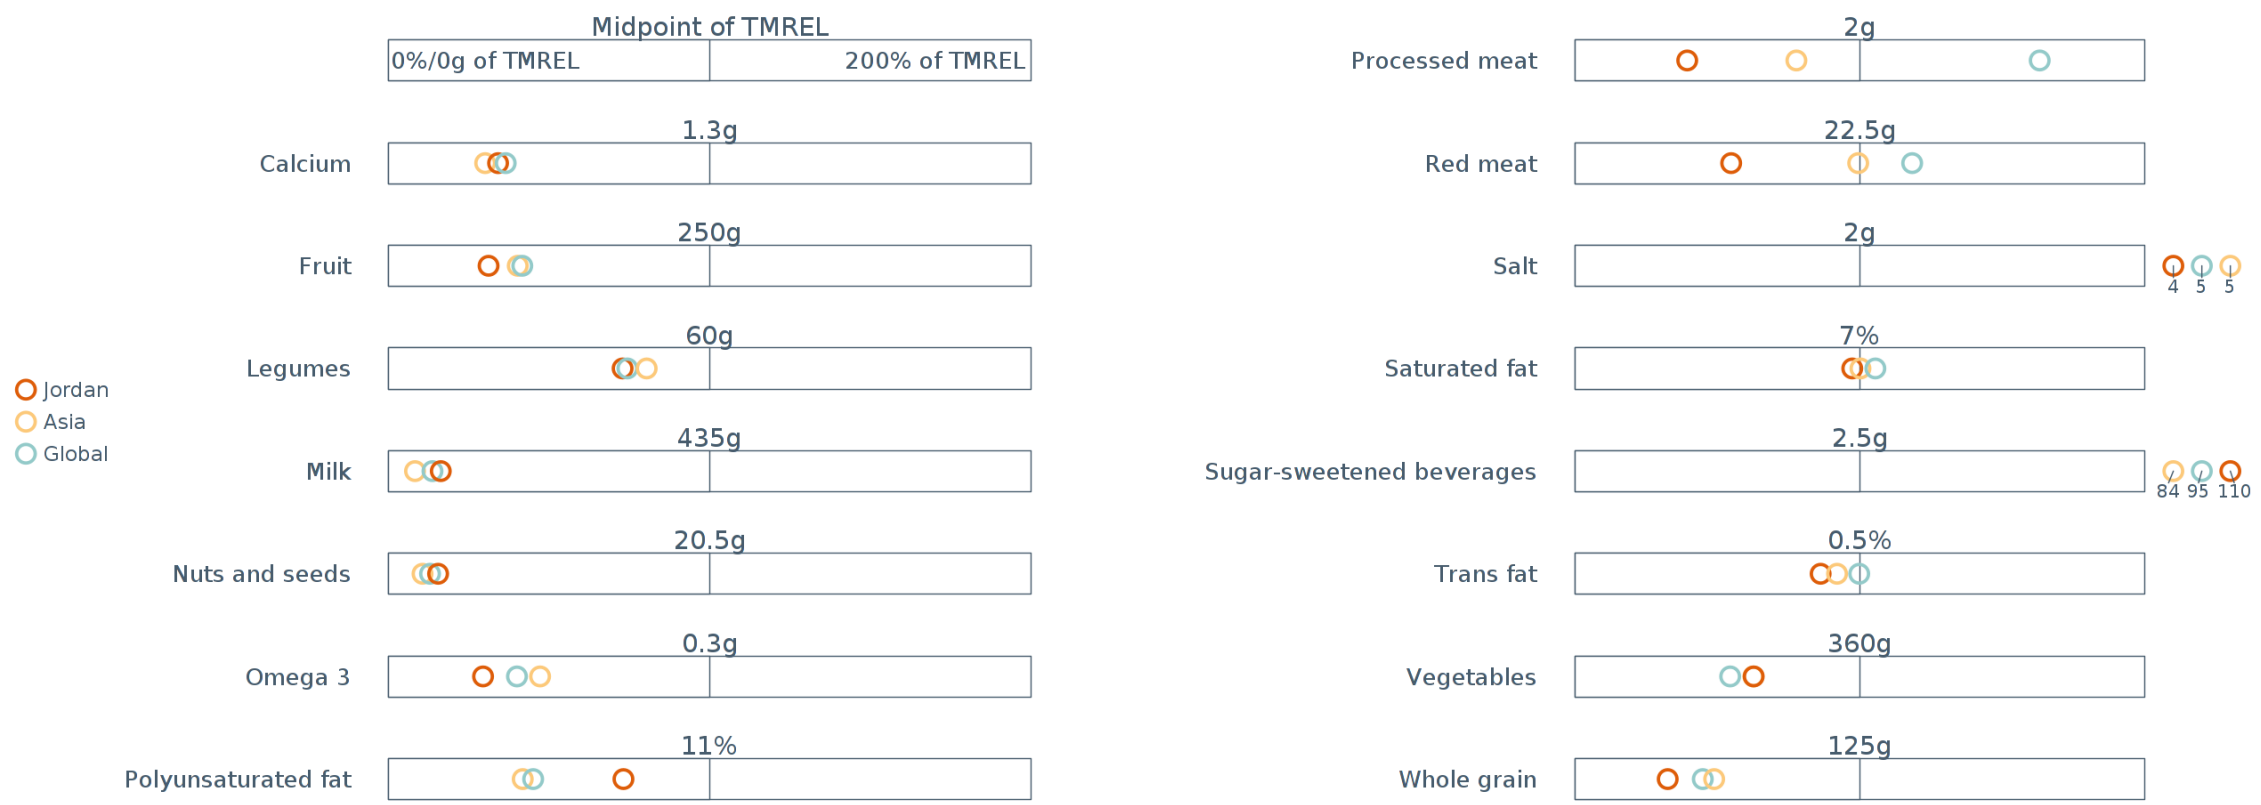 Midpoint of TMREL
0%/0g of TMREL 200% of TMREL
1.3g
Calcium
250g
Fruit
60g
Legumes
435g
Milk
20.5g
Nuts and seeds
0.3g
Omega 3
11%
Polyunsaturated fat
Jordan
Asia
Global
2g
Processed meat
22.5g
Red meat
2g
Salt
4 5 5
7%
Saturated fat
2.5g
Sugar-sweetened beverages
84 95 110
0.5%
Trans fat
360g
Vegetables
125g
Whole grain